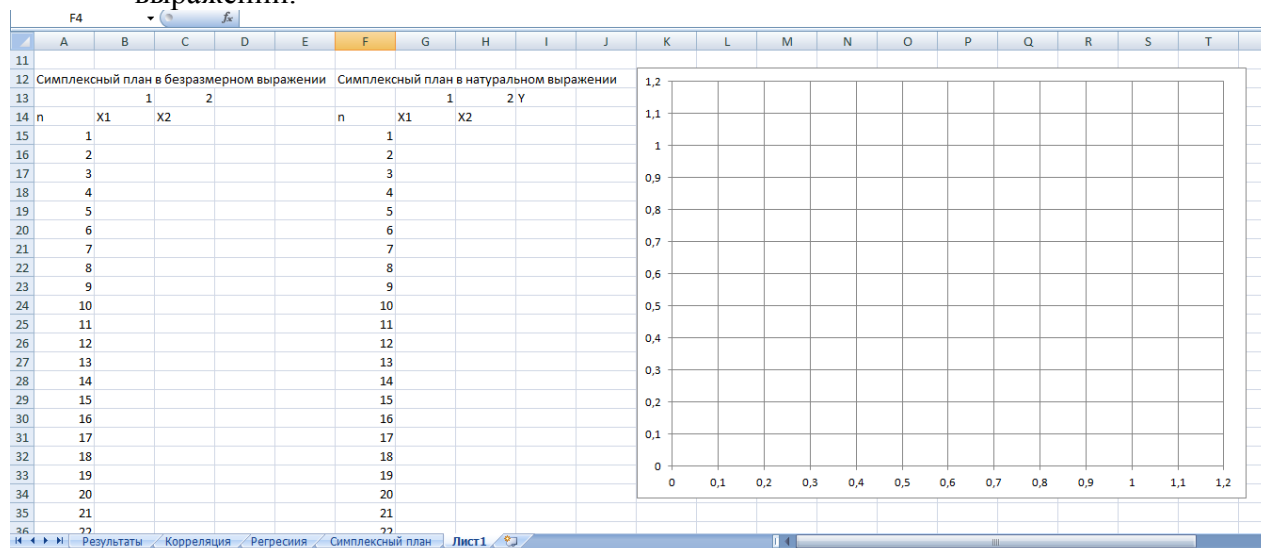 выражении.
F4 fx
A B C D E F G H I J K L M N O P Q R S T
11
12 Симплексный план в безразмерном выражении Симплексный план в натуральном выражении
13 1 2 1 2 Y
14 n X1 X2 n X1 X2
15 1 1
16 2 2
17 3 3
18 4 4
19 5 5
20 6 6
21 7 7
22 8 8
23 9 9
24 10 10
25 11 11
26 12 12
27 13 13
28 14 14
29 15 15
30 16 16
31 17 17
32 18 18
33 19 19
34 20 20
35 21 21
36 22 22
1,2
1,1
1
0,9
0,8
0,7
0,6
0,5
0,4
0,3
0,2
0,1
0
0 0,1 0,2 0,3 0,4 0,5 0,6 0,7 0,8 0,9 1 1,1 1,2
Результаты Корреляция Регресиия Симплексный план Лист1